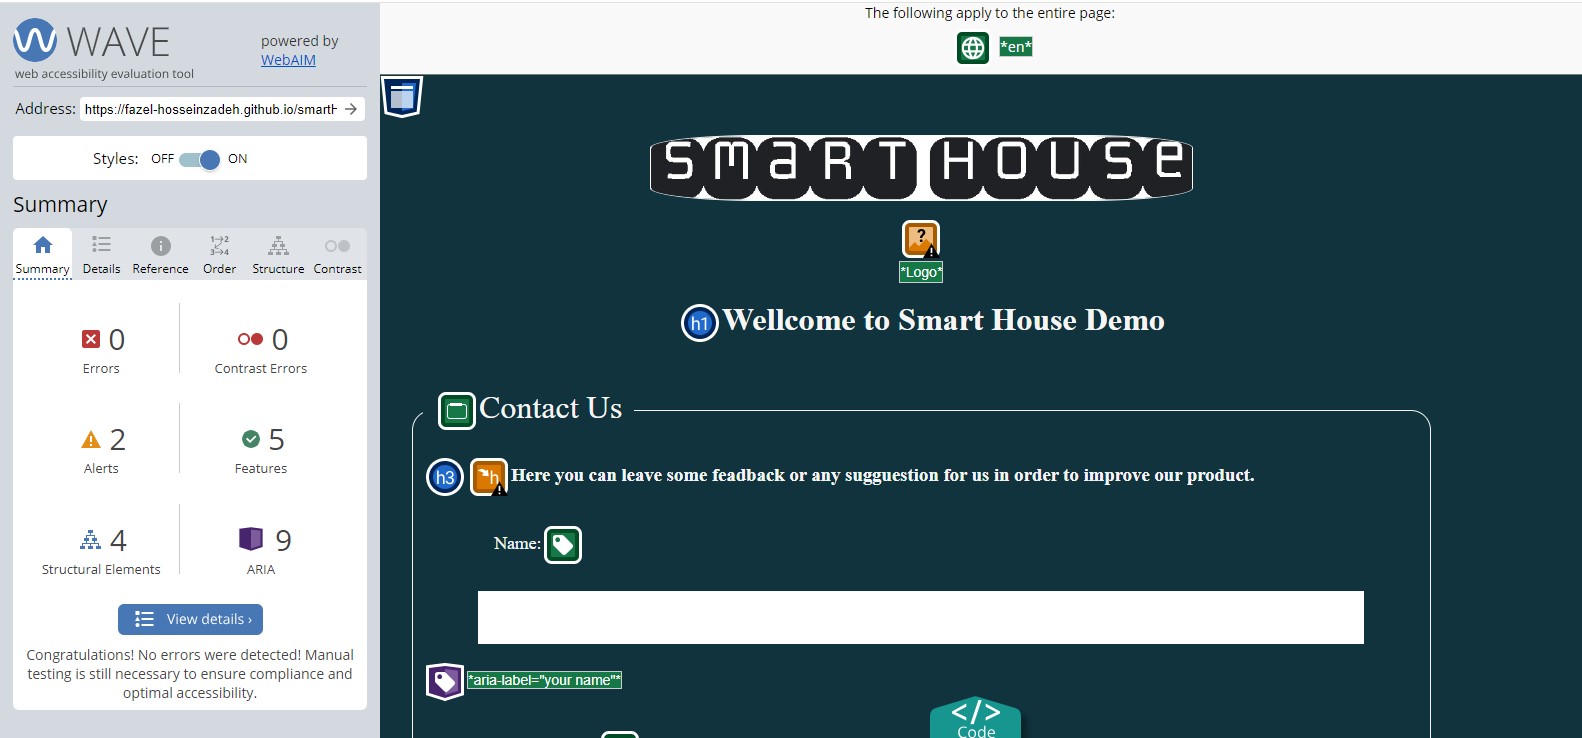 WAVE
web accessibility evaluation tool
powered by
WebAIM
Address: https://fazel-hosseinzadeh.github.io/smartH
Styles: OFF ON
Summary
Summary Details Reference Order Structure Contrast
0
Errors
0
Contrast Errors
2
Alerts
5
Features
4
Structural Elements
9
ARIA
View details ›
Congratulations! No errors were detected! Manual
testing is still necessary to ensure compliance and
optimal accessibility.
The following apply to the entire page:
*en*
SMART HOUSE
?
*Logo*
h1 Wellcome to Smart House Demo
Contact Us
h3 h Here you can leave some feadback or any sugguestion for us in order to improve our product.
Name:
*aria-label="your name"*
</>
Code